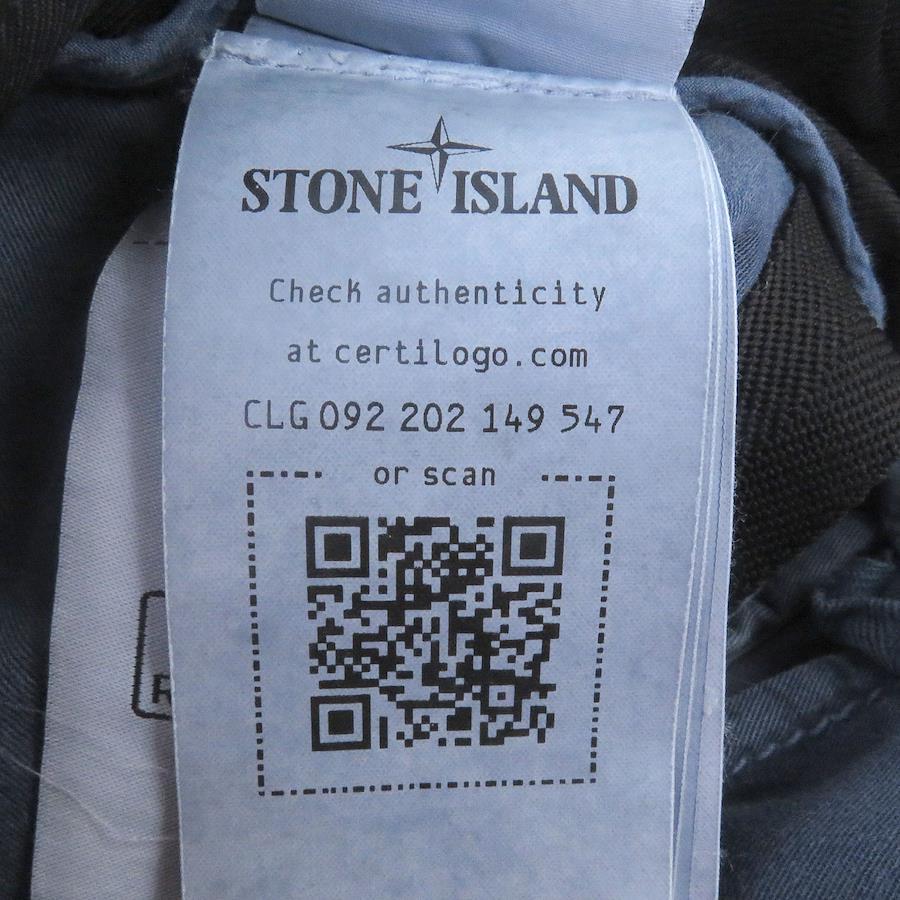 STONE ISLAND
Check authenticity
at certilogo.com
CLG 092 202 149 547
or scan
R